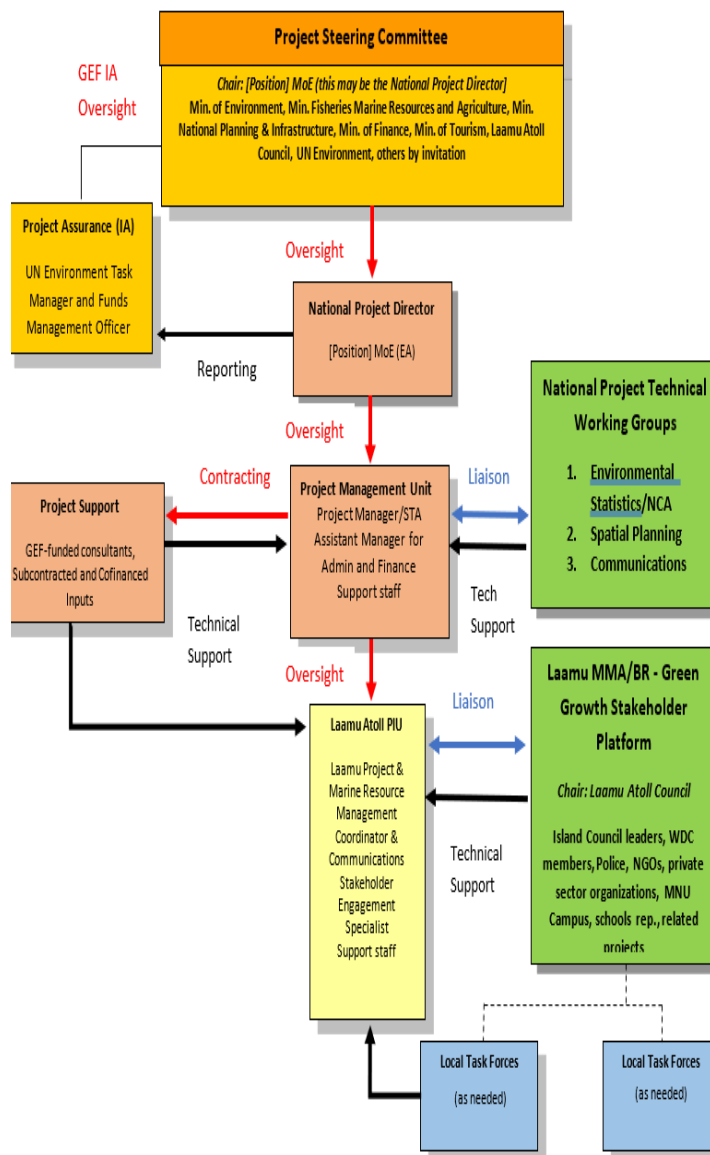 Project Steering Committee
GEF IA
Oversight
Chair: [Position] MoE (this may be the National Project Director]
Min. of Environment, Min. Fisheries Marine Resources and Agriculture, Min.
National Planning & Infrastructure, Min. of Finance, Min. of Tourism, Laamu Atoll
Council, UN Environment, others by invitation
Project Assurance (IA)
UN Environment Task
Manager and Funds
Management Officer
Oversight
National Project Director
[Position] MoE (EA)
Reporting
Oversight
National Project Technical
Working Groups
1. Environmental
Statistics/NCA
2. Spatial Planning
3. Communications
Contracting
Liaison
Project Support
GEF-funded consultants,
Subcontracted and Cofinanced
Inputs
Project Management Unit
Project Manager/STA
Assistant Manager for
Admin and Finance
Support staff
Technical
Support
Tech
Support
Oversight
Laamu Atoll PIU
Laamu Project &
Marine Resource
Management
Coordinator &
Communications
Stakeholder
Engagement
Specialist
Support staff
Liaison
Technical
Support
Laamu MMA/BR - Green
Growth Stakeholder
Platform
Chair: Laamu Atoll Council
Island Council leaders, WDC
members, Police, NGOs, private
sector organizations, MNU
Campus, schools rep., related
projects
Local Task Forces
(as needed)
Local Task Forces
(as needed)